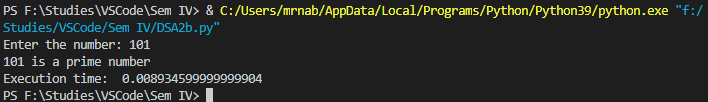 PS F:\Studies\VSCode\Sem IV> & C:/Users/mrnab/AppData/Local/Programs/Python/Python39/python.exe "f:/
Studies/VSCode/Sem IV/DSA2b.py"
Enter the number: 101
101 is a prime number
Execution time:  0.008934599999999904
PS F:\Studies\VSCode\Sem IV>